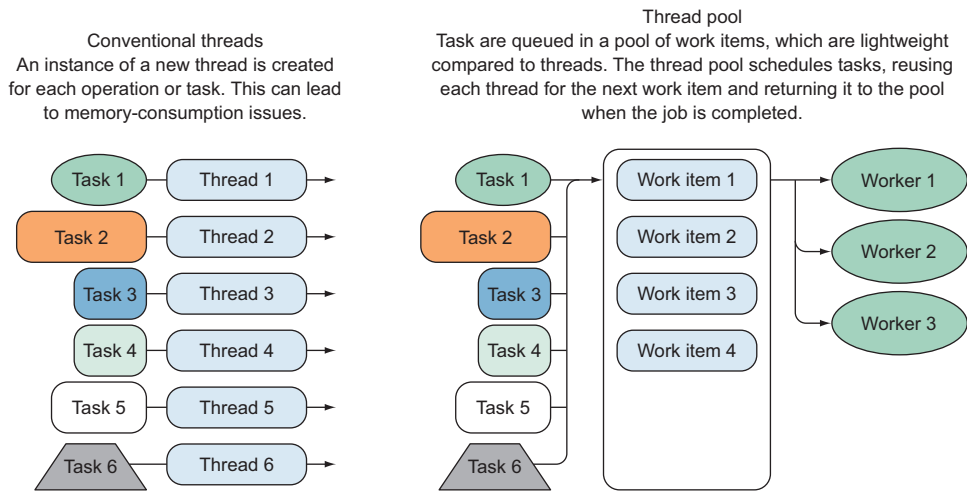 Conventional threads
An instance of a new thread is created
for each operation or task. This can lead
to memory-consumption issues.
Task 1
Thread 1
Task 2
Thread 2
Task 3
Thread 3
Task 4
Thread 4
Task 5
Thread 5
Task 6
Thread 6
Thread pool
Task are queued in a pool of work items, which are lightweight
compared to threads. The thread pool schedules tasks, reusing
each thread for the next work item and returning it to the pool
when the job is completed.
Task 1
Task 2
Task 3
Task 4
Task 5
Task 6
Work item 1
Work item 2
Work item 3
Work item 4
Worker 1
Worker 2
Worker 3